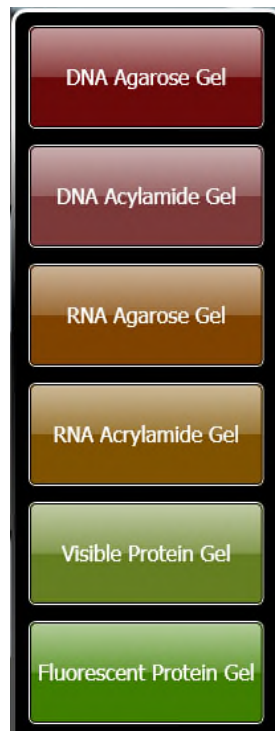 DNA Agarose Gel
DNA Acylamide Gel
RNA Agarose Gel
RNA Acrylamide Gel
Visible Protein Gel
Fluorescent Protein Gel